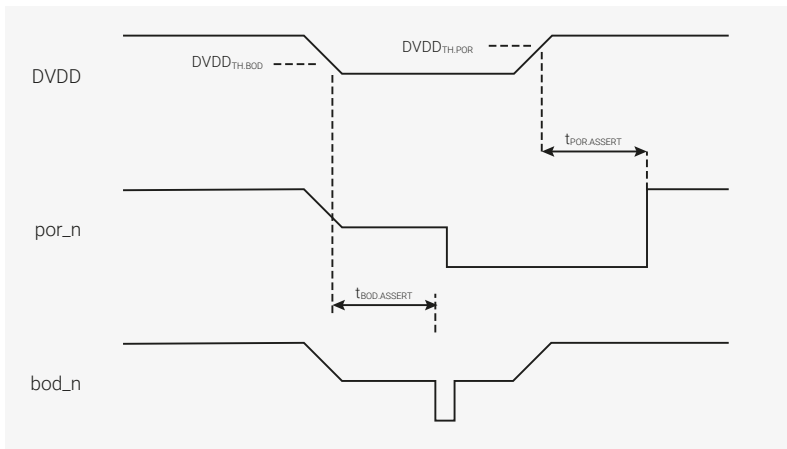 DVDD
DVDDTH.BOD
DVDDTH.POR
tPOR.ASSERT
por_n
tBOD.ASSERT
bod_n